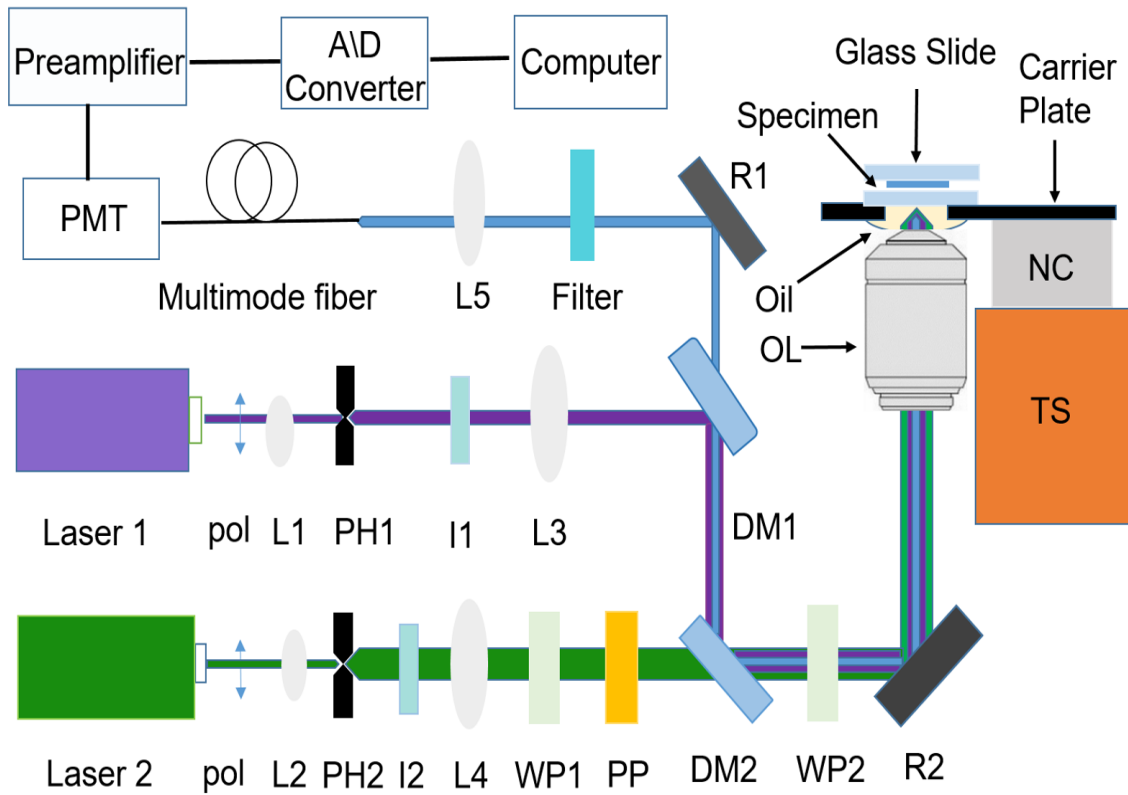 Preamplifier
A\D
Converter
Computer
Glass Slide
Carrier
Plate
Specimen
R1
PMT
Multimode fiber
L5
Filter
Oil
OL
NC
TS
Laser 1
pol
L1
PH1
I1
L3
DM1
Laser 2
pol
L2
PH2
I2
L4
WP1
PP
DM2
WP2
R2